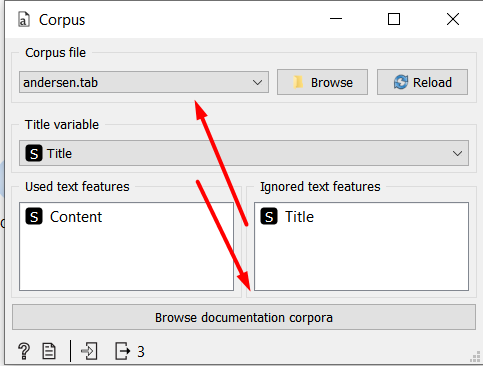 Corpus
Corpus file
andersen.tab
Browse
Reload
Title variable
S Title
Used text features
Ignored text features
S Content
S Title
Browse documentation corpora
? 3